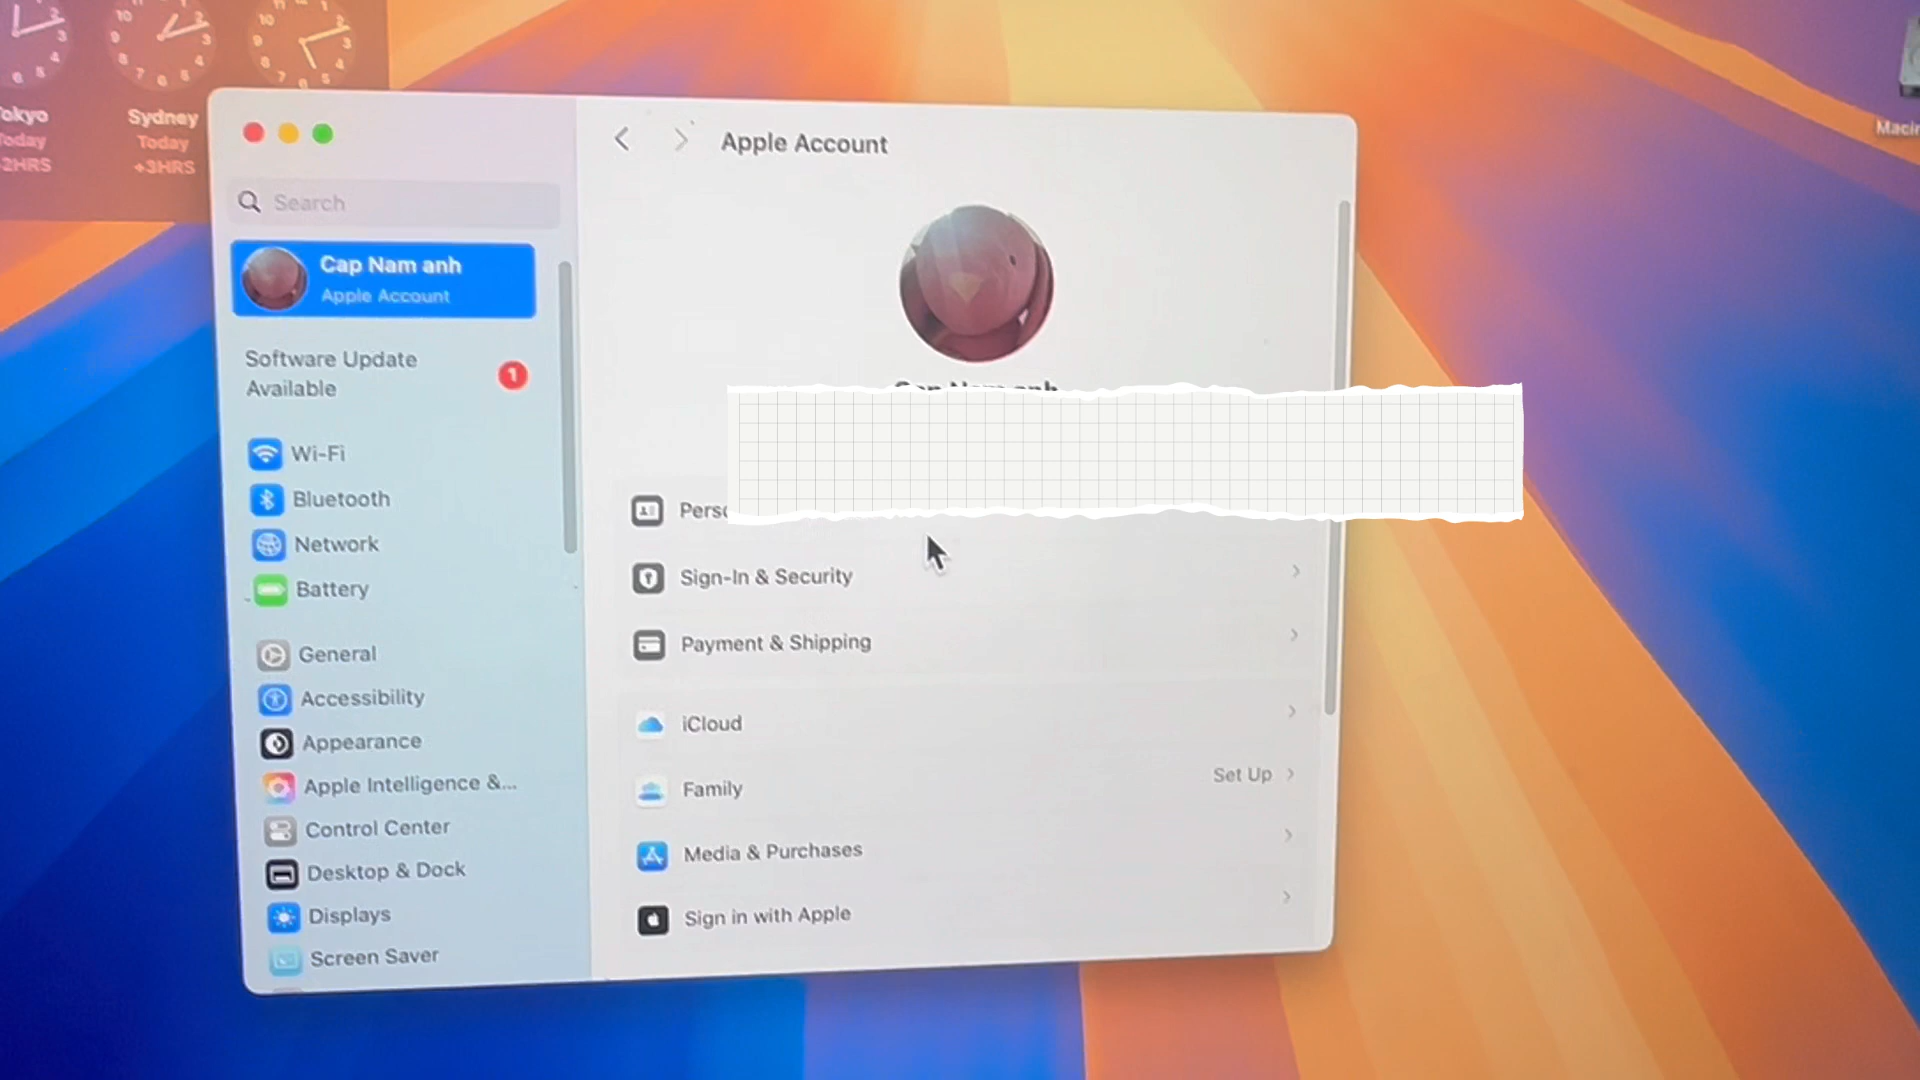 Sydney
Today
+3HRS
2HRS
Apple Account
Search
Cap Nam anh
Apple Account
Software Update
Available
1
Wi-Fi
Bluetooth
Network
Battery
General
Accessibility
Appearance
Apple Intelligence &...
Control Center
Desktop & Dock
Displays
Screen Saver
Sign-In & Security
Payment & Shipping
iCloud
Family
Set Up
Media & Purchases
Sign in with Apple